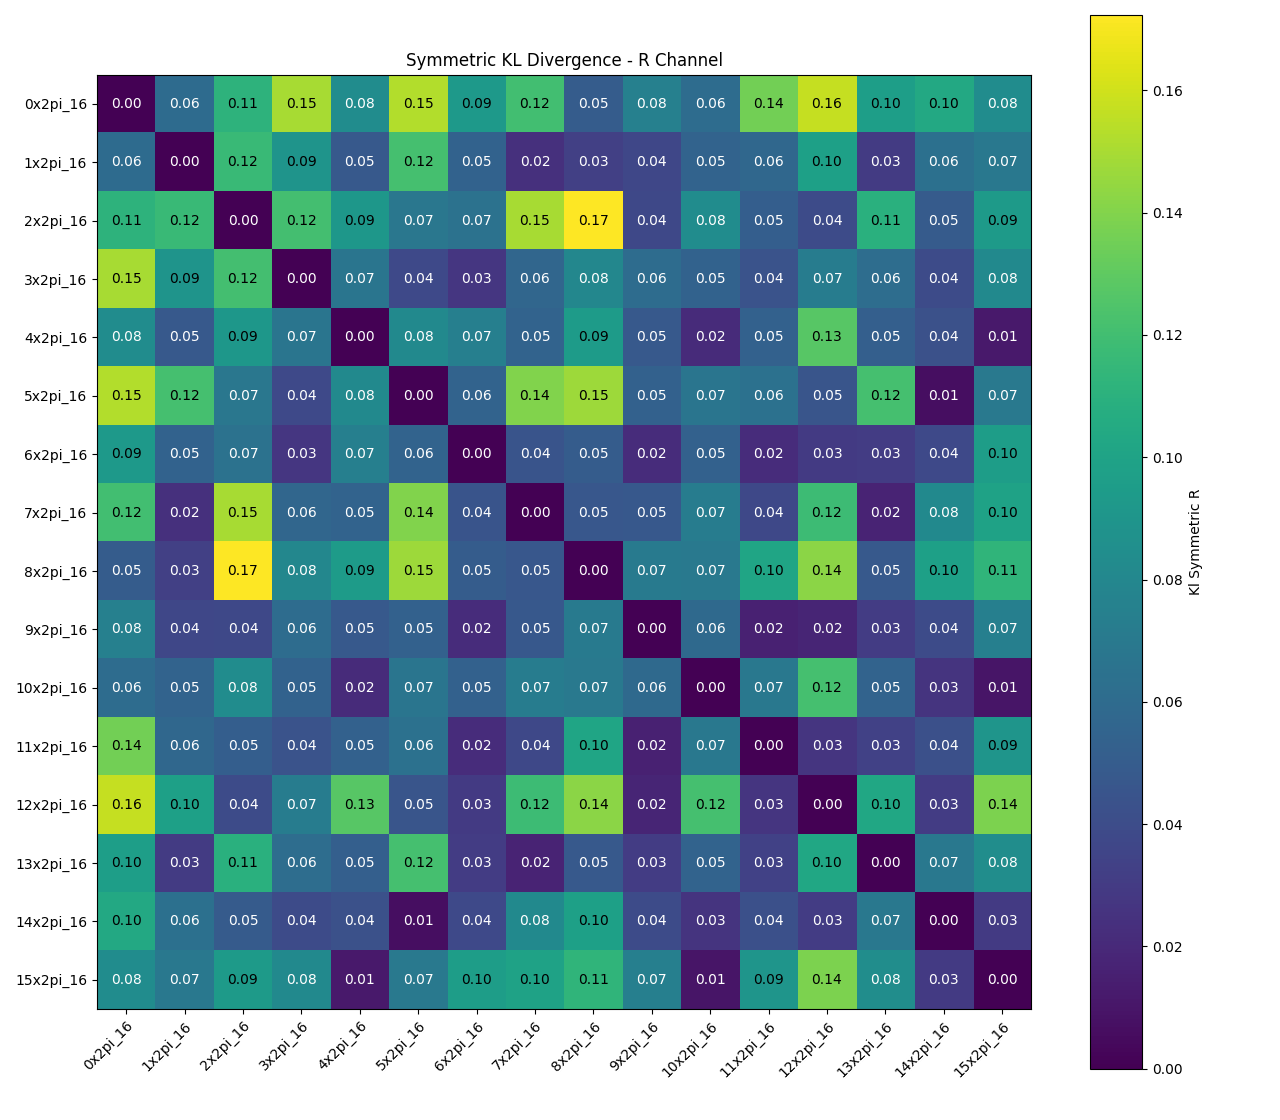 Symmetric KL Divergence - R Channel
0x2pi_16 0.00 0.06 0.11 0.15 0.08 0.15 0.09 0.12 0.05 0.08 0.06 0.14 0.16 0.10 0.10 0.08
1x2pi_16 0.06 0.00 0.12 0.09 0.05 0.12 0.05 0.02 0.03 0.04 0.05 0.06 0.10 0.03 0.06 0.07
2x2pi_16 0.11 0.12 0.00 0.12 0.09 0.07 0.07 0.15 0.17 0.04 0.08 0.05 0.04 0.11 0.05 0.09
3x2pi_16 0.15 0.09 0.12 0.00 0.07 0.04 0.03 0.06 0.08 0.06 0.05 0.04 0.07 0.06 0.04 0.08
4x2pi_16 0.08 0.05 0.09 0.07 0.00 0.08 0.07 0.05 0.09 0.05 0.02 0.05 0.13 0.05 0.04 0.01
5x2pi_16 0.15 0.12 0.07 0.04 0.08 0.00 0.06 0.14 0.15 0.05 0.07 0.06 0.05 0.12 0.01 0.07
6x2pi_16 0.09 0.05 0.07 0.03 0.07 0.06 0.00 0.04 0.05 0.02 0.05 0.02 0.03 0.03 0.04 0.10
7x2pi_16 0.12 0.02 0.15 0.06 0.05 0.14 0.04 0.00 0.05 0.05 0.07 0.04 0.12 0.02 0.08 0.10
8x2pi_16 0.05 0.03 0.17 0.08 0.09 0.15 0.05 0.05 0.00 0.07 0.07 0.10 0.14 0.05 0.10 0.11
9x2pi_16 0.08 0.04 0.04 0.06 0.05 0.05 0.02 0.05 0.07 0.00 0.06 0.02 0.02 0.03 0.04 0.07
10x2pi_16 0.06 0.05 0.08 0.05 0.02 0.07 0.05 0.07 0.07 0.06 0.00 0.07 0.12 0.05 0.03 0.01
11x2pi_16 0.14 0.06 0.05 0.04 0.05 0.06 0.02 0.04 0.10 0.02 0.07 0.00 0.03 0.03 0.04 0.09
12x2pi_16 0.16 0.10 0.04 0.07 0.13 0.05 0.03 0.12 0.14 0.02 0.12 0.03 0.00 0.10 0.03 0.14
13x2pi_16 0.10 0.03 0.11 0.06 0.05 0.12 0.03 0.02 0.05 0.03 0.05 0.03 0.10 0.00 0.07 0.08
14x2pi_16 0.10 0.06 0.05 0.04 0.04 0.01 0.04 0.08 0.10 0.04 0.03 0.04 0.03 0.07 0.00 0.03
15x2pi_16 0.08 0.07 0.09 0.08 0.01 0.07 0.10 0.10 0.11 0.07 0.01 0.09 0.14 0.08 0.03 0.00
0x2pi_16 1x2pi_16 2x2pi_16 3x2pi_16 4x2pi_16 5x2pi_16 6x2pi_16 7x2pi_16 8x2pi_16 9x2pi_16 10x2pi_16 11x2pi_16 12x2pi_16 13x2pi_16 14x2pi_16 15x2pi_16
0.16
0.14
0.12
0.10
0.08
0.06
0.04
0.02
0.00
Kl Symmetric R